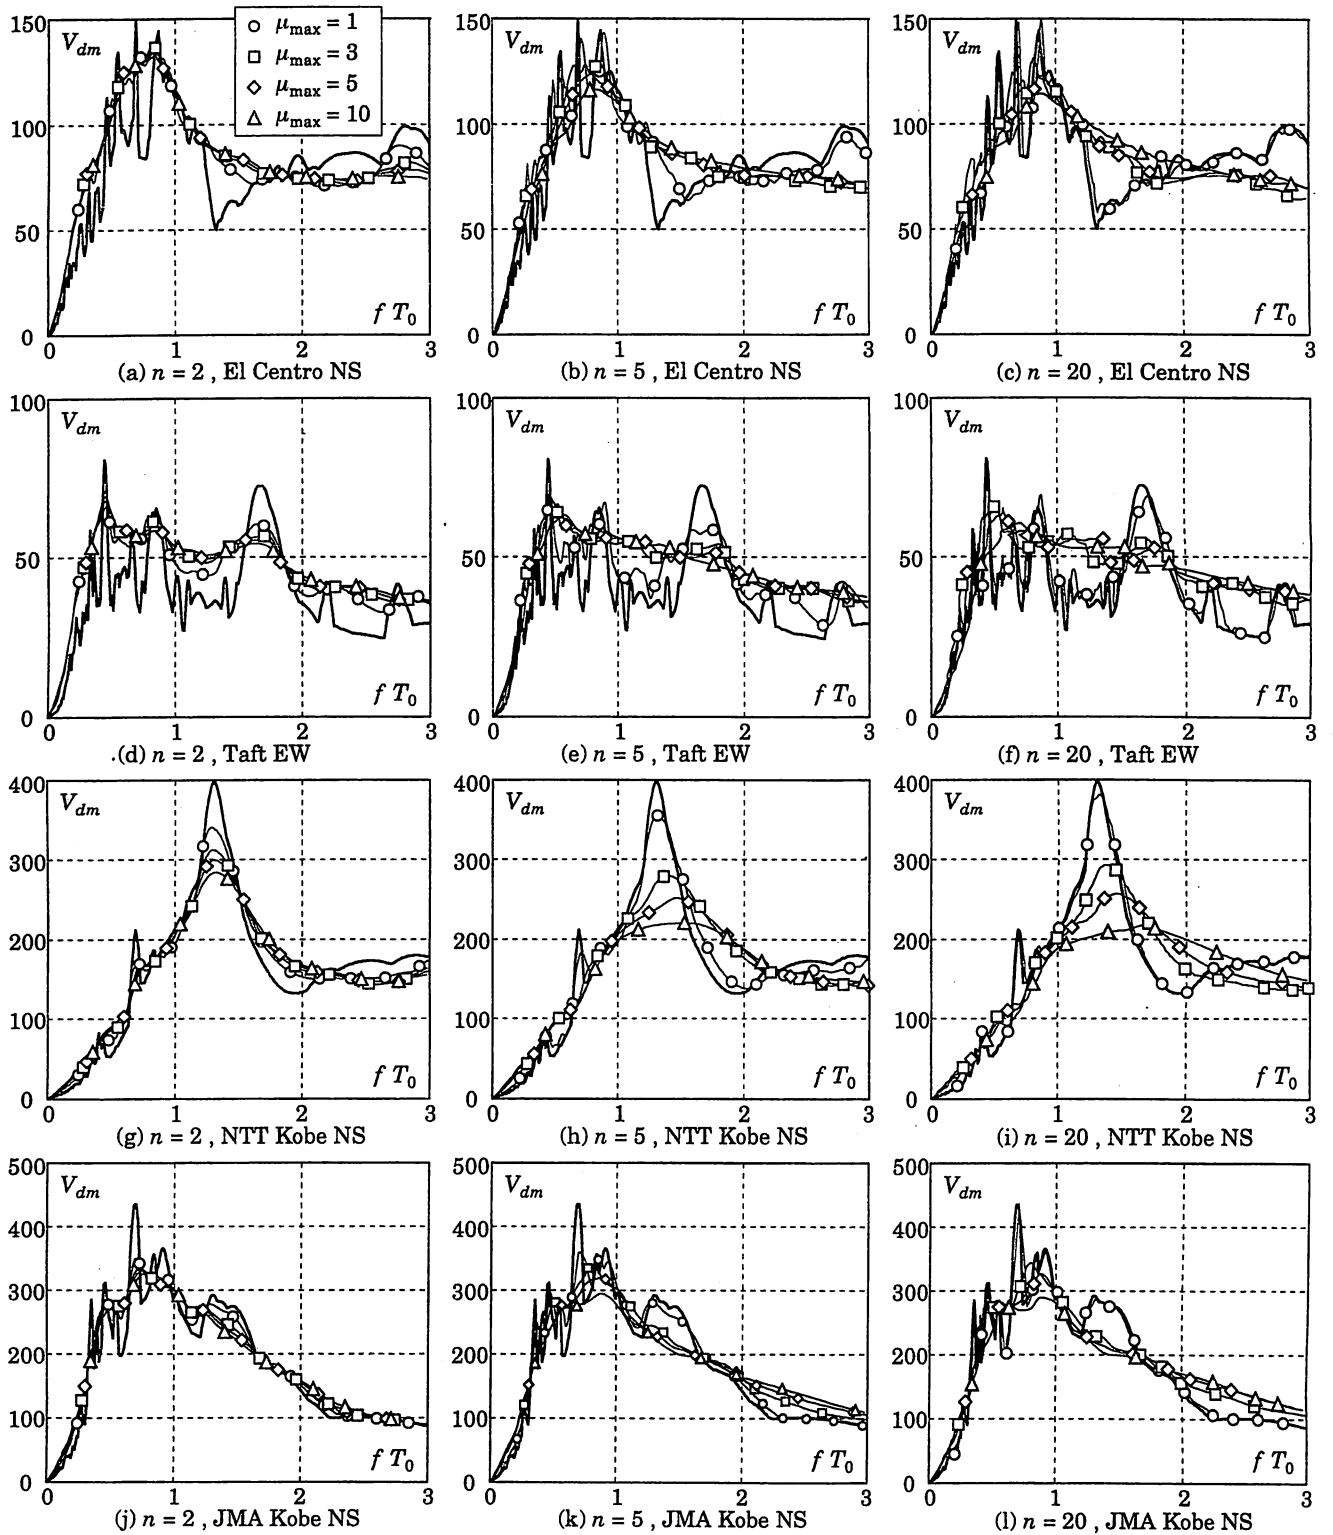 150
V_dm
μ_max = 1
μ_max = 3
μ_max = 5
μ_max = 10
100
50
0
f T_0
0 1 2 3
(a) n = 2 , El Centro NS
150
V_dm
100
50
0
f T_0
0 1 2 3
(b) n = 5 , El Centro NS
150
V_dm
100
50
0
f T_0
0 1 2 3
(c) n = 20 , El Centro NS
100
V_dm
50
0
f T_0
0 1 2 3
(d) n = 2 , Taft EW
100
V_dm
50
0
f T_0
0 1 2 3
(e) n = 5 , Taft EW
100
V_dm
50
0
f T_0
0 1 2 3
(f) n = 20 , Taft EW
400
V_dm
300
200
100
0
f T_0
0 1 2 3
(g) n = 2 , NTT Kobe NS
400
V_dm
300
200
100
0
f T_0
0 1 2 3
(h) n = 5 , NTT Kobe NS
400
V_dm
300
200
100
0
f T_0
0 1 2 3
(i) n = 20 , NTT Kobe NS
500
V_dm
400
300
200
100
0
f T_0
0 1 2 3
(j) n = 2 , JMA Kobe NS
500
V_dm
400
300
200
100
0
f T_0
0 1 2 3
(k) n = 5 , JMA Kobe NS
500
V_dm
400
300
200
100
0
f T_0
0 1 2 3
(l) n = 20 , JMA Kobe NS